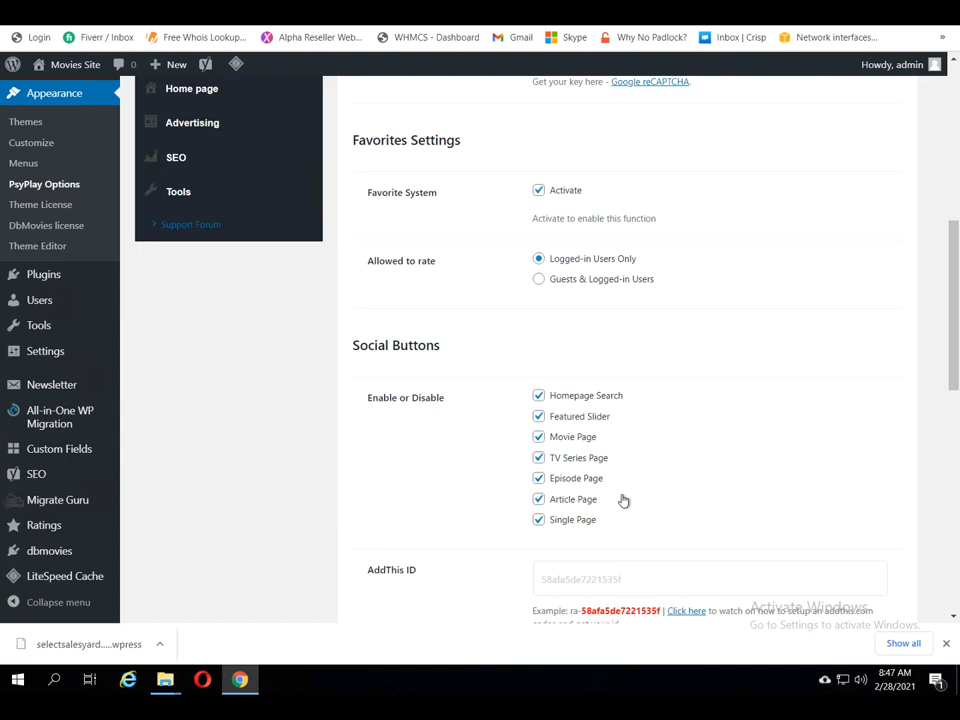 Login
Fiverr / Inbox
Free Whois Lookup...
Alpha Reseller Web...
WHMCS - Dashboard
Gmail
Skype
Why No Padlock?
Inbox | Crisp
Network interfaces...
»
Movies Site
0
New
Howdy, admin
Appearance
Themes
Customize
Menus
PsyPlay Options
Theme License
DbMovies license
Theme Editor
Plugins
Users
Tools
Settings
Newsletter
All-in-One WP
Migration
Custom Fields
SEO
Migrate Guru
Ratings
dbmovies
LiteSpeed Cache
Collapse menu
Home page
Advertising
SEO
Tools
Support Forum
Get your key here - Google reCAPTCHA.
Favorites Settings
Favorite System
Activate
Activate to enable this function
Allowed to rate
Logged-in Users Only
Guests & Logged-in Users
Social Buttons
Enable or Disable
Homepage Search
Featured Slider
Movie Page
TV Series Page
Episode Page
Article Page
Single Page
AddThis ID
58afa5de7221535f
Example: ra-58afa5de7221535f | Click here to watch on how to setup an addthis.com
Activate Windows
Go to Settings to activate Windows.
selectsalesyard.....wpress
Show all
8:47 AM
2/28/2021
1